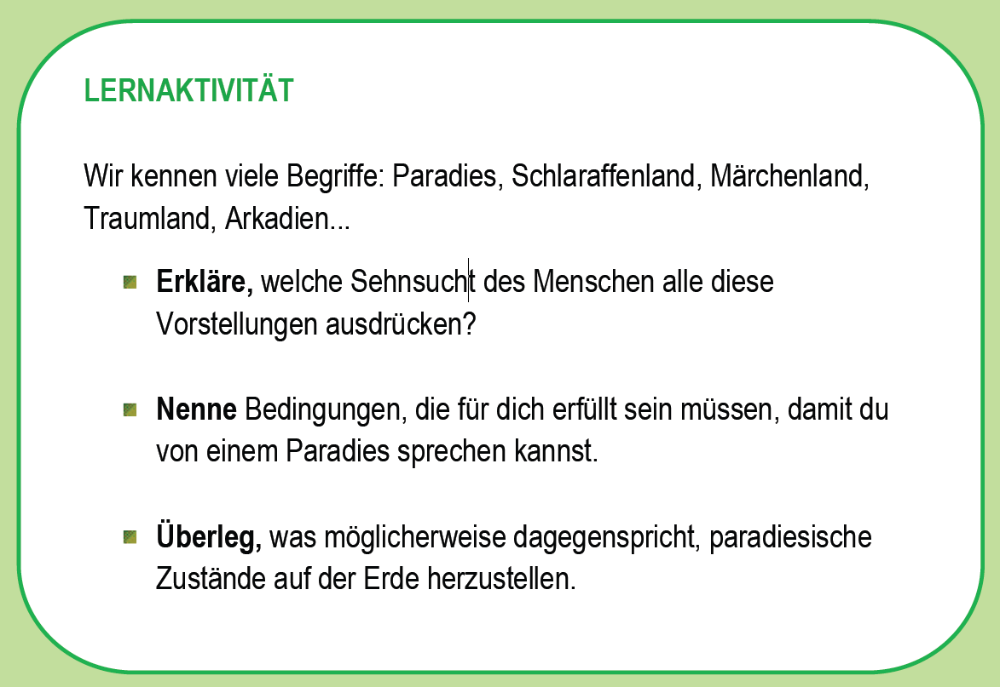 LERNAKTIVITÄT
Wir kennen viele Begriffe: Paradies, Schlaraffenland, Märchenland,
Traumland, Arkadien...
Erkläre, welche Sehnsucht des Menschen alle diese
Vorstellungen ausdrücken?
Nenne Bedingungen, die für dich erfüllt sein müssen, damit du
von einem Paradies sprechen kannst.
Überleg, was möglicherweise dagegenspricht, paradiesische
Zustände auf der Erde herzustellen.